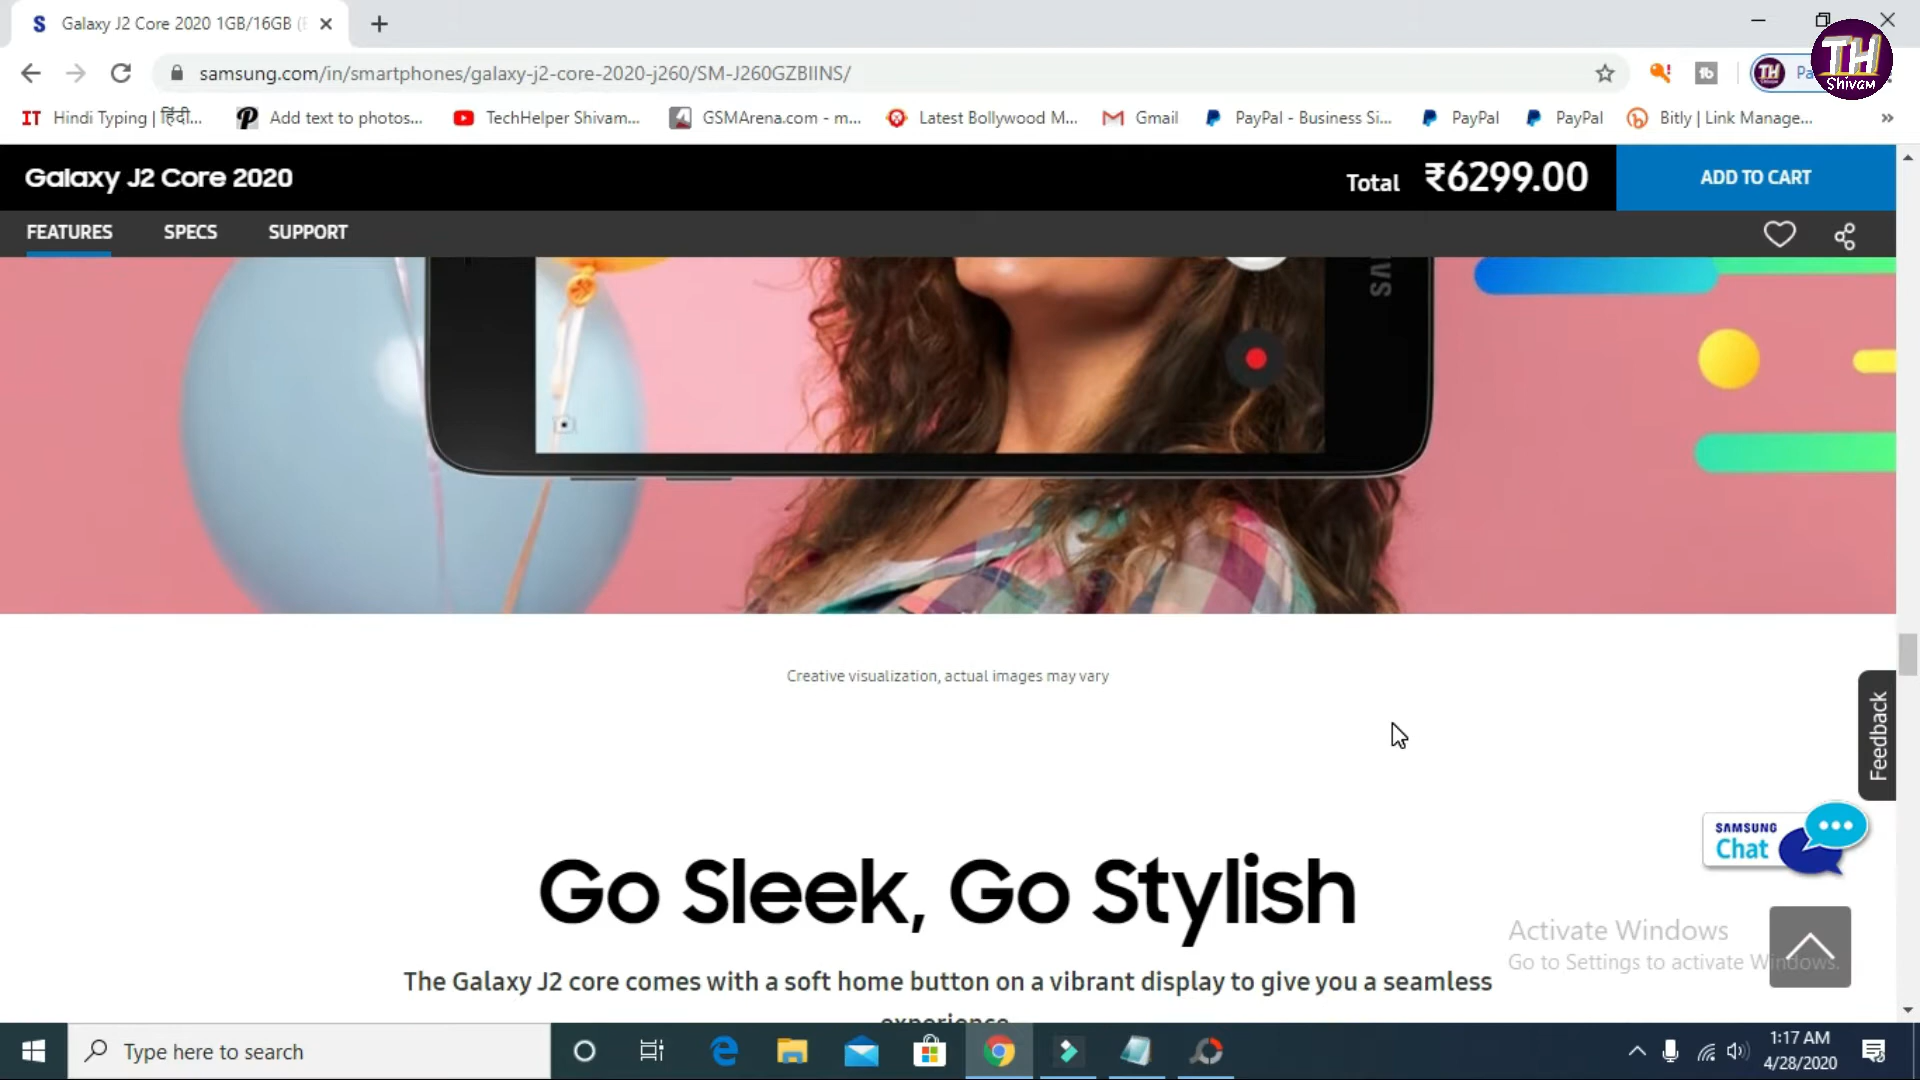 S Galaxy J2 Core 2020 1GB/16GB (
samsung.com/in/smartphones/galaxy-j2-core-2020-j260/SM-J260GZBIINS/
TH
Pa
TH
Shivam
IT Hindi Typing | हिंदी...
Add text to photos...
TechHelper Shivam...
GSMArena.com - m...
Latest Bollywood M...
Gmail
PayPal - Business Si...
PayPal
PayPal
Bitly | Link Manage...
»
Galaxy J2 Core 2020
Total ₹6299.00
ADD TO CART
FEATURES SPECS SUPPORT
Creative visualization, actual images may vary
Feedback
SAMSUNG
Chat
Go Sleek, Go Stylish
Activate Windows
Go to Settings to activate Windows.
The Galaxy J2 core comes with a soft home button on a vibrant display to give you a seamless
experience
Type here to search
1:17 AM
4/28/2020